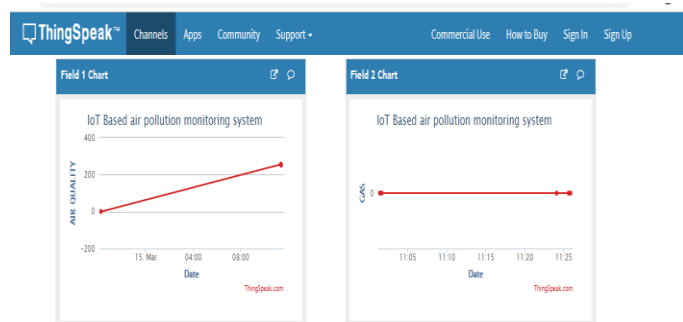 ThingSpeak™ Channels Apps Community Support Commercial Use How to Buy Sign In Sign Up
Field 1 Chart
IoT Based air pollution monitoring system
400
200
0
-200
AIR QUALITY
15. Mar 04:00 08:00
Date
ThingSpeak.com
Field 2 Chart
IoT Based air pollution monitoring system
0
GAS
11:05 11:10 11:15 11:20 11:25
Date
ThingSpeak.com